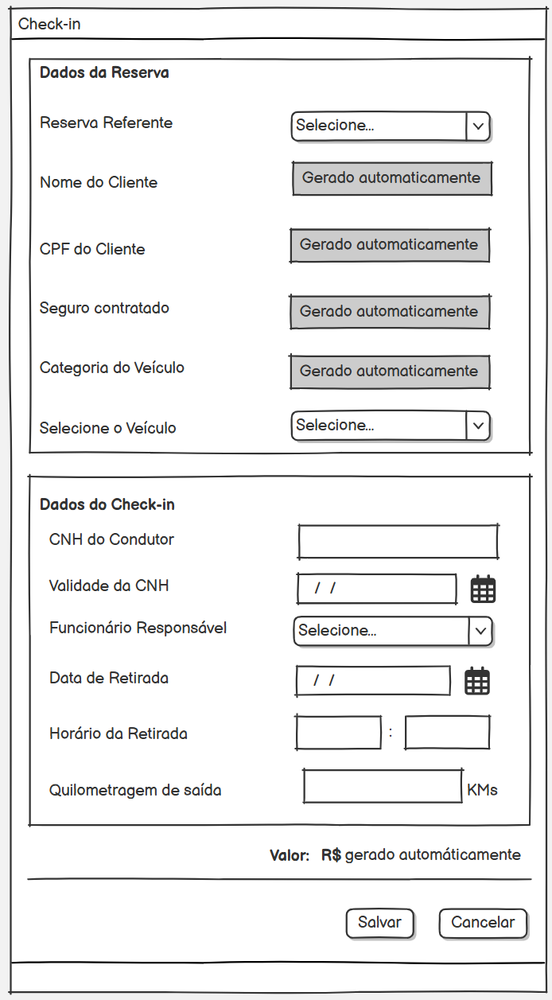 Check-in
Dados da Reserva
Reserva Referente Selecione...
Nome do Cliente Gerado automaticamente
CPF do Cliente Gerado automaticamente
Seguro contratado Gerado automaticamente
Categoria do Veículo Gerado automaticamente
Selecione o Veículo Selecione...
Dados do Check-in
CNH do Condutor
Validade da CNH / /
Funcionário Responsável Selecione...
Data de Retirada / /
Horário da Retirada :
Quilometragem de saída KMs
Valor: R$ gerado automáticamente
Salvar Cancelar